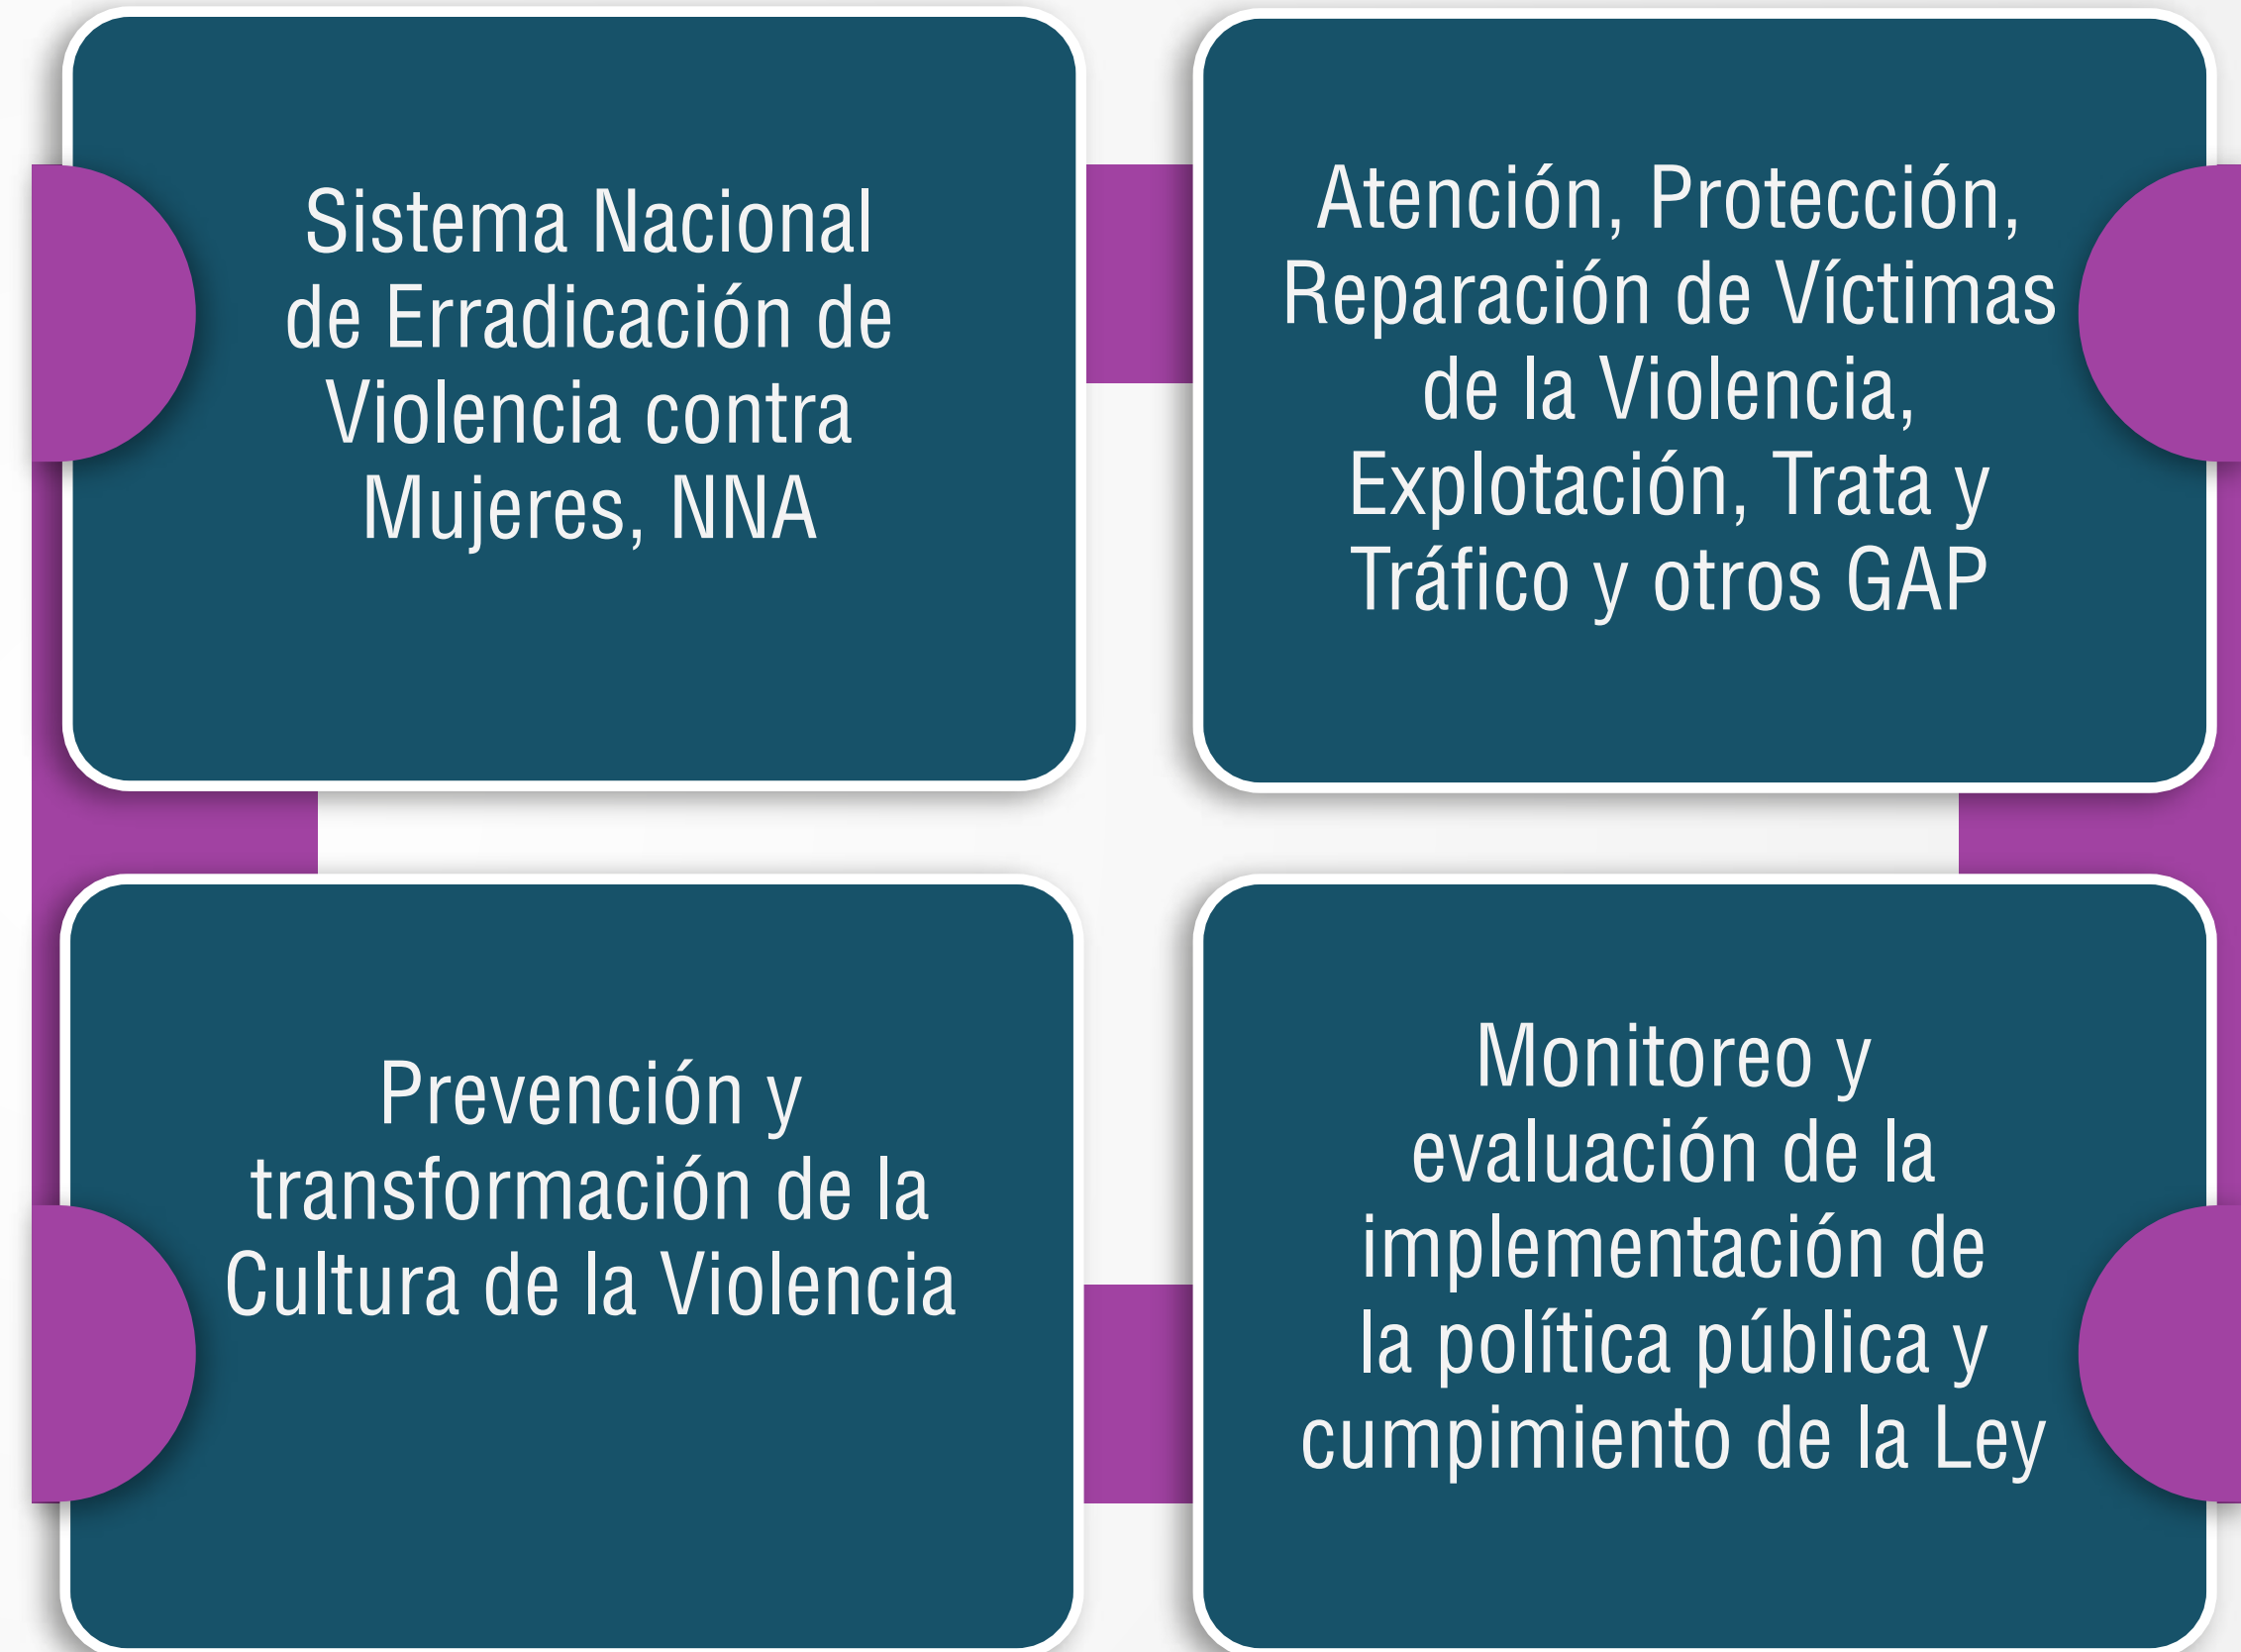 Sistema Nacional
de Erradicación de
Violencia contra
Mujeres, NNA
Atención, Protección,
Reparación de Víctimas
de la Violencia,
Explotación, Trata y
Tráfico y otros GAP
Prevención y
transformación de la
Cultura de la Violencia
Monitoreo y
evaluación de la
implementación de
la política pública y
cumpimiento de la Ley